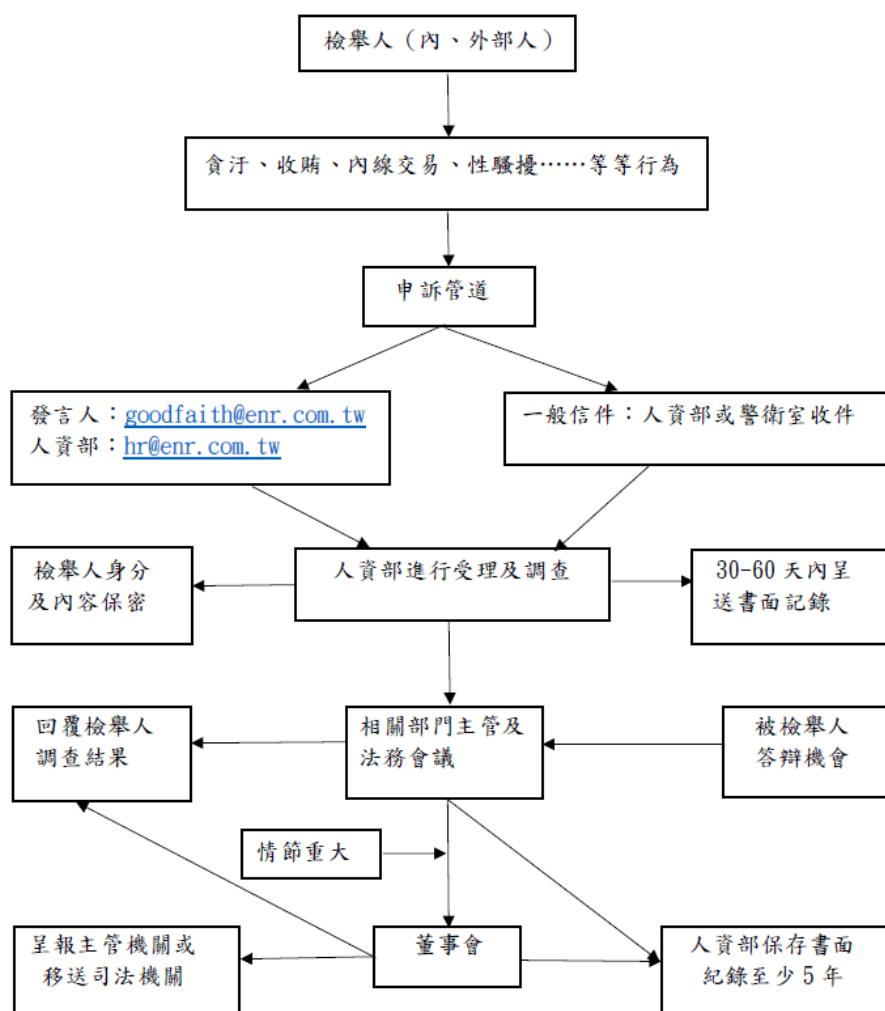 檢舉人（內、外部人）
貪汙、收賄、內線交易、性騷擾……等等行為
申訴管道
發言人：goodfaith@enr.com.tw
人資部：hr@enr.com.tw
一般信件：人資部或警衛室收件
檢舉人身分
及內容保密
人資部進行受理及調查
30-60 天內呈
送書面記錄
回覆檢舉人
調查結果
相關部門主管及
法務會議
被檢舉人
答辯機會
情節重大
呈報主管機關或
移送司法機關
董事會
人資部保存書面
紀錄至少 5 年